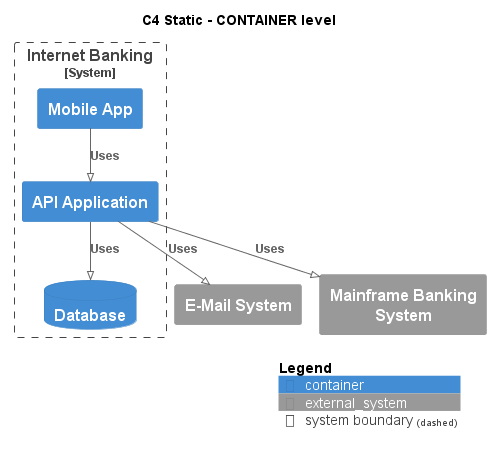 C4 Static - CONTAINER level
Internet Banking
[System]
Mobile App
Uses
API Application
Uses
Uses
Uses
Database
E-Mail System
Mainframe Banking
System
Legend
container
external_system
system boundary (dashed)